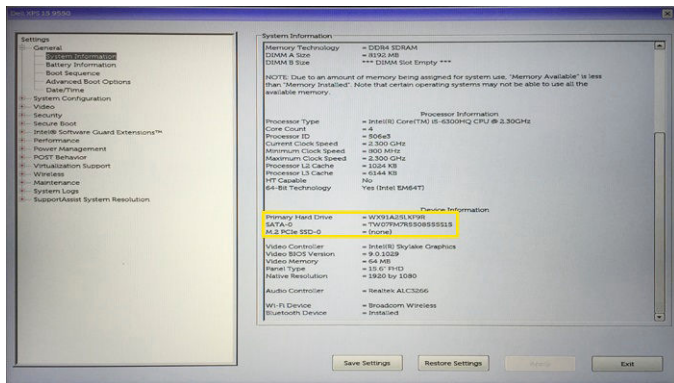 Dell XPS 15 9550
Settings
General
System Information
Battery Information
Boot Sequence
Advanced Boot Options
Date/Time
System Configuration
Video
Security
Secure Boot
Intel® Software Guard Extensions™
Performance
Power Management
POST Behavior
Virtualization Support
Wireless
Maintenance
System Logs
SupportAssist System Resolution
System Information
Memory Technology = DDR4 SDRAM
DIMM A Size = 8192 MB
DIMM B Size *** DIMM Slot Empty ***
NOTE: Due to an amount of memory being assigned for system use, "Memory Available" is less
than "Memory Installed". Note that certain operating systems may not be able to use all the
available memory.
Processor Information
Processor Type = Intel(R) Core(TM) i5-6300HQ CPU @ 2.30GHz
Core Count = 4
Processor ID = 506e3
Current Clock Speed = 2.300 GHz
Minimum Clock Speed = 800 MHz
Maximum Clock Speed = 2.300 GHz
Processor L2 Cache = 1024 KB
Processor L3 Cache = 6144 KB
HT Capable No
64-Bit Technology Yes (Intel EM64T)
Device Information
Primary Hard Drive = WX91A25LKF9R
SATA-0 = TW07FM7R5508555515
M.2 PCIe SSD-0 = (none)
Video Controller = Intel(R) Skylake Graphics
Video BIOS Version = 9.0.1029
Video Memory = 64 MB
Panel Type = 15.6" FHD
Native Resolution = 1920 by 1080
Audio Controller = Realtek ALC3266
Wi-Fi Device = Broadcom Wireless
Bluetooth Device = Installed
Save Settings
Restore Settings
Apply
Exit